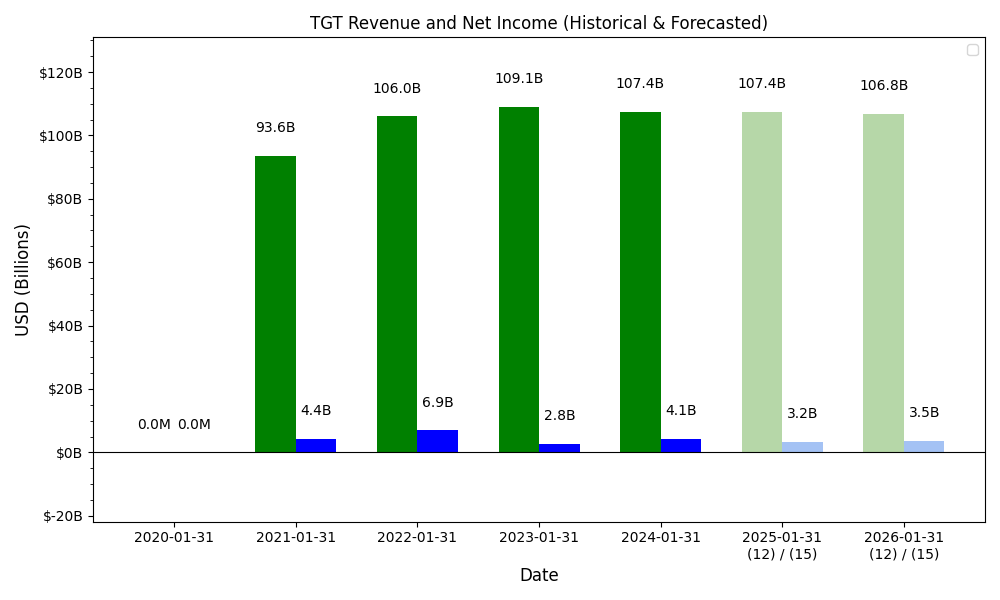 TGT Revenue and Net Income (Historical & Forecasted)
USD (Billions)
$120B
$100B
$80B
$60B
$40B
$20B
$0B
$-20B
0.0M 0.0M
93.6B
4.4B
106.0B
6.9B
109.1B
2.8B
107.4B
4.1B
107.4B
3.2B
106.8B
3.5B
2020-01-31
2021-01-31
2022-01-31
2023-01-31
2024-01-31
2025-01-31
(12) / (15)
2026-01-31
(12) / (15)
Date